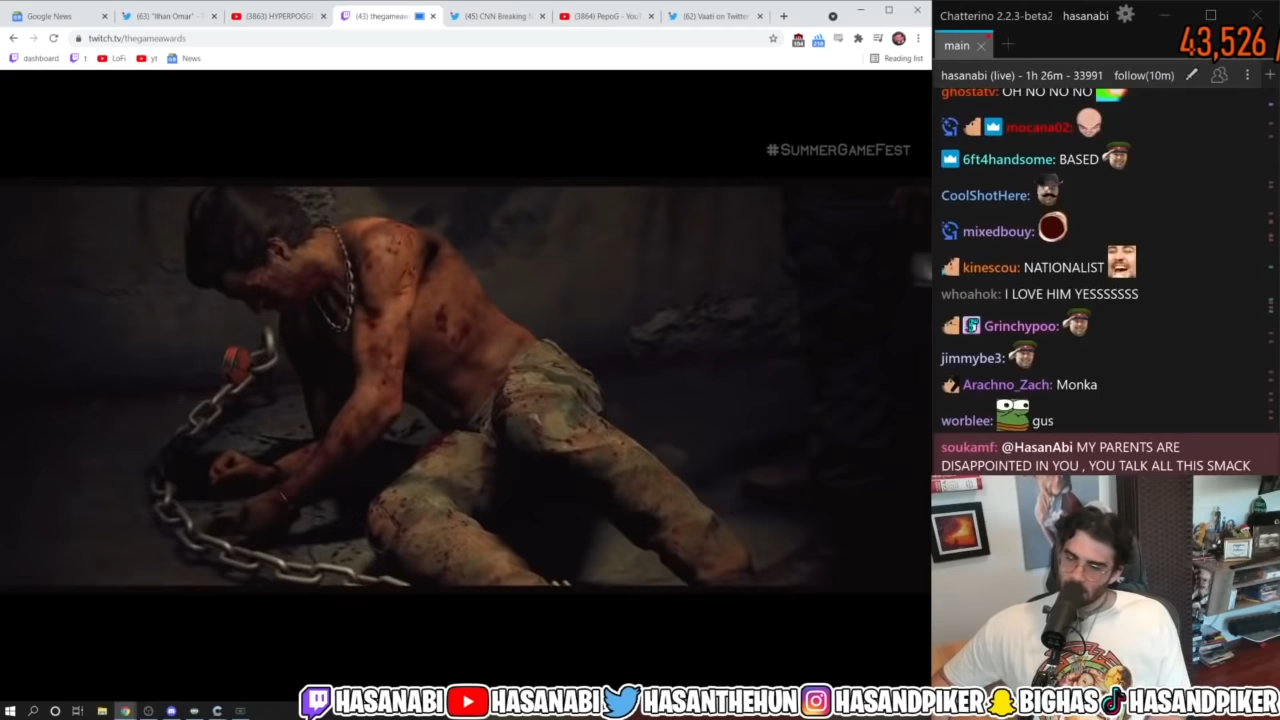 Google News
(63) "Ilhan Omar" - T
(3863) HYPERPOGG
(43) thegameaw
(45) CNN Breaking N
(3864) PepoG - YouT
(62) Vaati on Twitter
twitch.tv/thegameawards
dashboard
t
LoFi
yt
News
Reading list
#SUMMERGAMEFEST
Chatterino 2.2.3-beta2
hasanabi
main
43,526 /
hasanabi (live) - 1h 26m - 33991
follow(10m)
ghostatv: OH NO NO NO
mocana02:
6ft4handsome: BASED
CoolShotHere:
mixedbouy:
kinescou: NATIONALIST
whoahok: I LOVE HIM YESSSSSSS
Grinchypoo:
jimmybe3:
Arachno_Zach: Monka
worblee: gus
soukamf: @HasanAbi MY PARENTS ARE
DISAPPOINTED IN YOU , YOU TALK ALL THIS SMACK
HASANABI HASANABI HASANTHEHUN HASANDPIKER BIGHAS HASANDPIKER